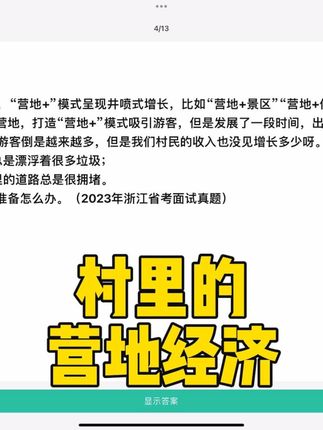 4/13
，“营地+”模式呈现井喷式增长，比如“营地+景区”“营地+
营地，打造“营地+”模式吸引游客，但是发展了一段时间，出
游客倒是越来越多，但是我们村民的收入也没见增长多少呀。
总是漂浮着很多垃圾；
里的道路总是很拥堵。
准备怎么办。（2023年浙江省考面试真题）
村里的
营地经济
显示答案